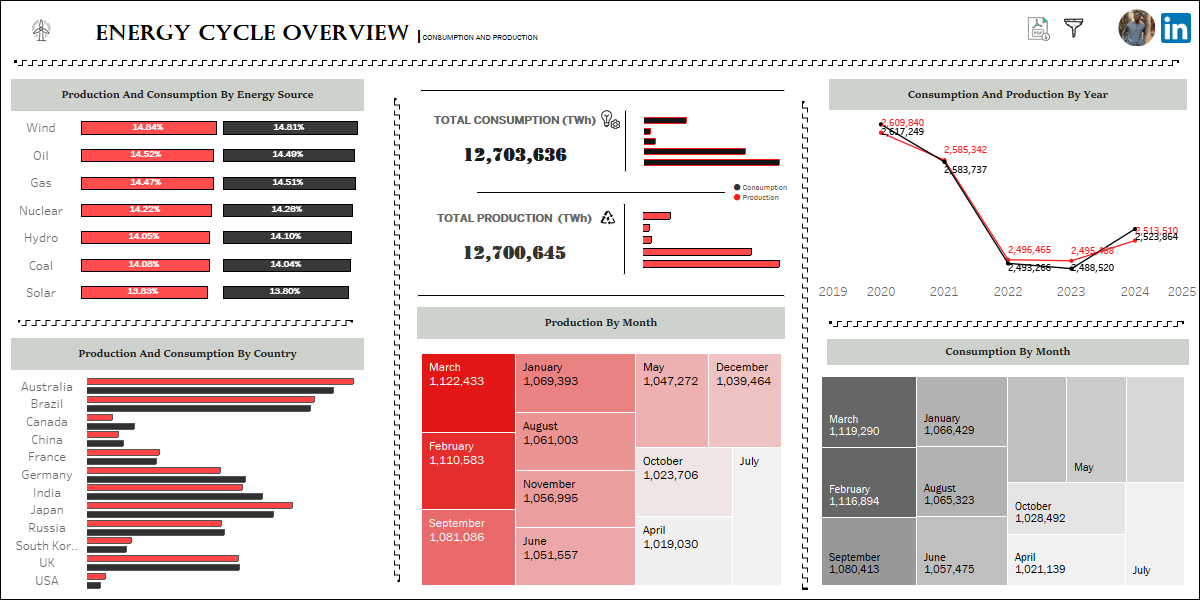 ENERGY CYCLE OVERVIEW | CONSUMPTION AND PRODUCTION
PDF
in
Production And Consumption By Energy Source
Wind 14.84% 14.81%
Oil 14.52% 14.49%
Gas 14.47% 14.51%
Nuclear 14.22% 14.26%
Hydro 14.05% 14.10%
Coal 14.08% 14.04%
Solar 13.83% 13.80%
Production And Consumption By Country
Australia
Brazil
Canada
China
France
Germany
India
Japan
Russia
South Kor..
UK
USA
TOTAL CONSUMPTION (TWh)
12,703,636
Consumption
Production
TOTAL PRODUCTION (TWh)
12,700,645
Production By Month
March
1,122,433
February
1,110,583
September
1,081,086
January
1,069,393
August
1,061,003
November
1,056,995
June
1,051,557
May
1,047,272
December
1,039,464
October
1,023,706
April
1,019,030
July
Consumption And Production By Year
2,609,840
2,617,249
2,585,342
2,583,737
2,496,465
2,493,266
2,488,520
2,513,510
2,523,864
2019 2020 2021 2022 2023 2024 2025
Consumption By Month
March
1,119,290
February
1,116,894
September
1,080,413
January
1,066,429
August
1,065,323
June
1,057,475
May
October
1,028,492
April
1,021,139
July